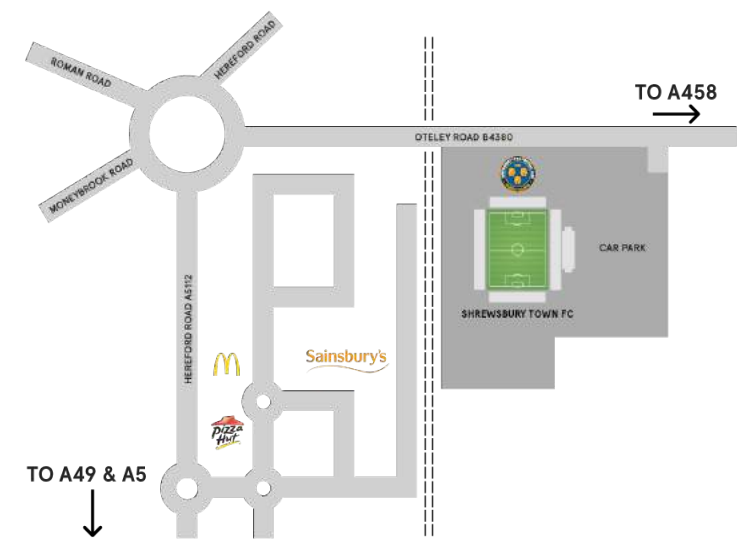 HEREFORD ROAD
ROMAN ROAD
TO A458
OTELEY ROAD B4380
MONEYBROOK ROAD
CAR PARK
HEREFORD ROAD A5112
SHREWSBURY TOWN FC
Sainsbury's
Pizza
Hut
TO A49 & A5